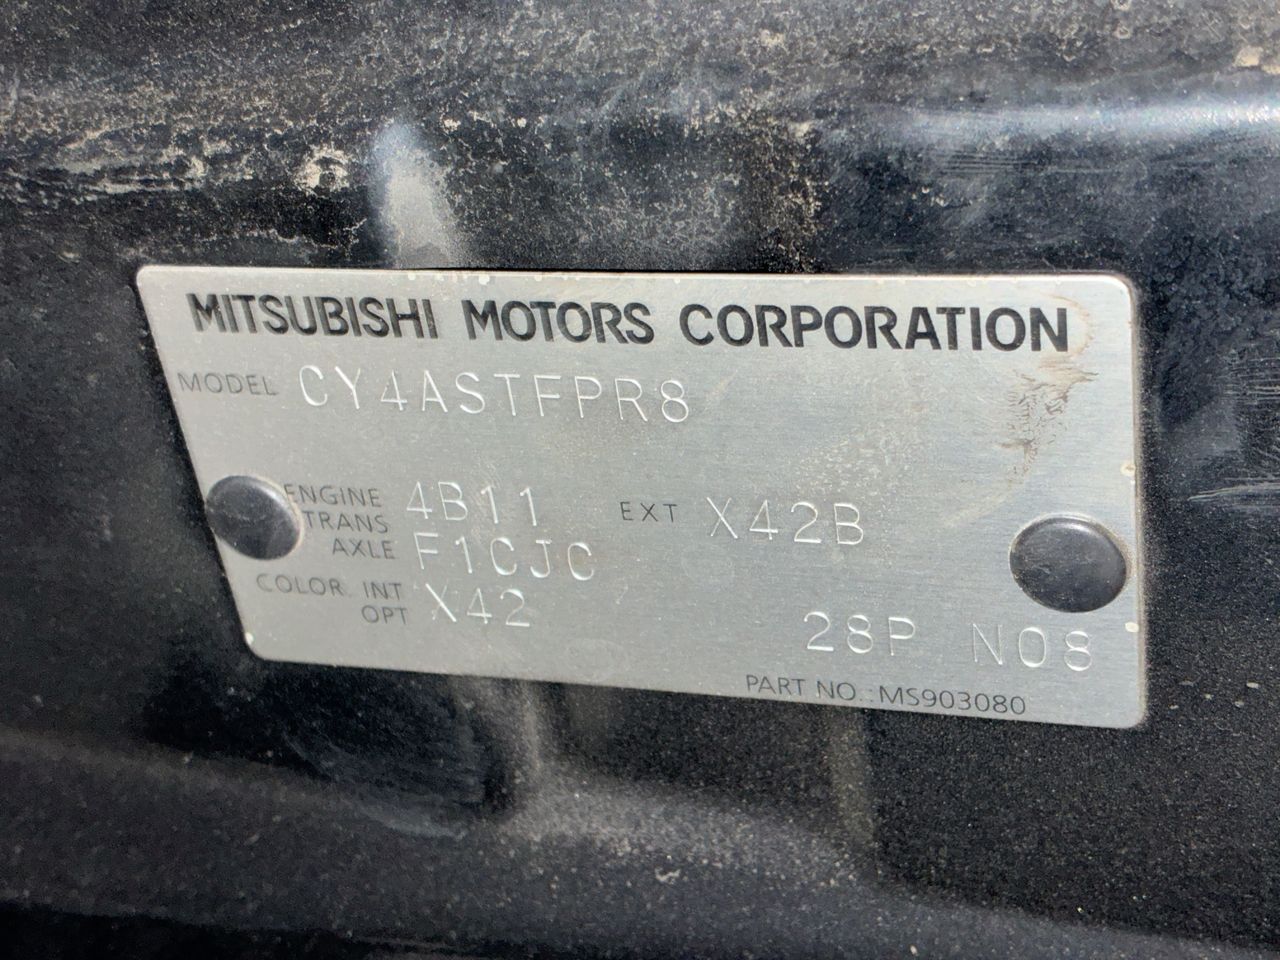 MITSUBISHI MOTORS CORPORATION
MODEL CY4ASTFPR8
ENGINE 4B11 EXT X42B
TRANS
AXLE F1CJC
COLOR INT X42
OPT
28P N08
PART NO.:MS903080